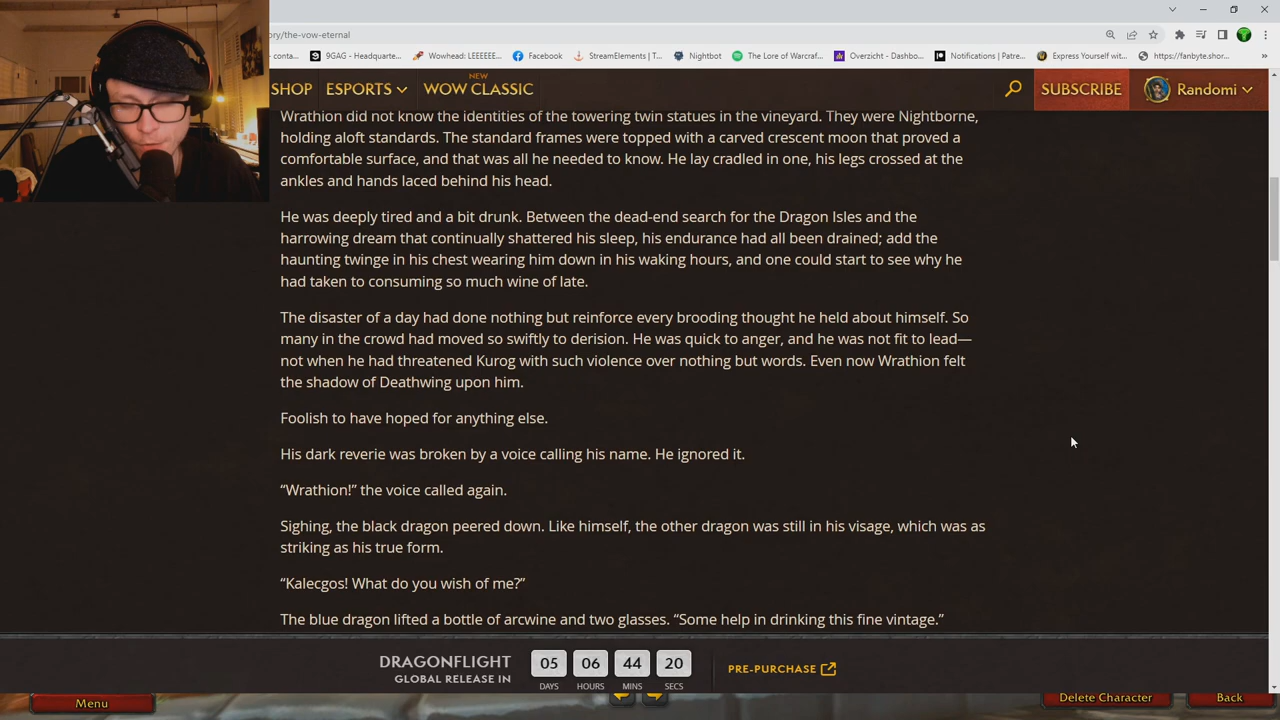 ory/the-vow-eternal
- conta...
9GAG - Headquarte...
Wowhead: LEEEEEE...
Facebook
StreamElements | T...
Nightbot
The Lore of Warcraf...
Overzicht - Dashbo...
Notifications | Patre...
Express Yourself wit...
https://fanbyte.shor...
»
SHOP
ESPORTS
NEW
WOW CLASSIC
SUBSCRIBE
Randomi
Wrathion did not know the identities of the towering twin statues in the vineyard. They were Nightborne,
holding aloft standards. The standard frames were topped with a carved crescent moon that proved a
comfortable surface, and that was all he needed to know. He lay cradled in one, his legs crossed at the
ankles and hands laced behind his head.
He was deeply tired and a bit drunk. Between the dead-end search for the Dragon Isles and the
harrowing dream that continually shattered his sleep, his endurance had all been drained; add the
haunting twinge in his chest wearing him down in his waking hours, and one could start to see why he
had taken to consuming so much wine of late.
The disaster of a day had done nothing but reinforce every brooding thought he held about himself. So
many in the crowd had moved so swiftly to derision. He was quick to anger, and he was not fit to lead—
not when he had threatened Kurog with such violence over nothing but words. Even now Wrathion felt
the shadow of Deathwing upon him.
Foolish to have hoped for anything else.
His dark reverie was broken by a voice calling his name. He ignored it.
“Wrathion!” the voice called again.
Sighing, the black dragon peered down. Like himself, the other dragon was still in his visage, which was as
striking as his true form.
“Kalecgos! What do you wish of me?”
The blue dragon lifted a bottle of arcwine and two glasses. “Some help in drinking this fine vintage.”
DRAGONFLIGHT
GLOBAL RELEASE IN
05 06 44 20
DAYS HOURS MINS SECS
PRE-PURCHASE
Menu
Delete Character
Back